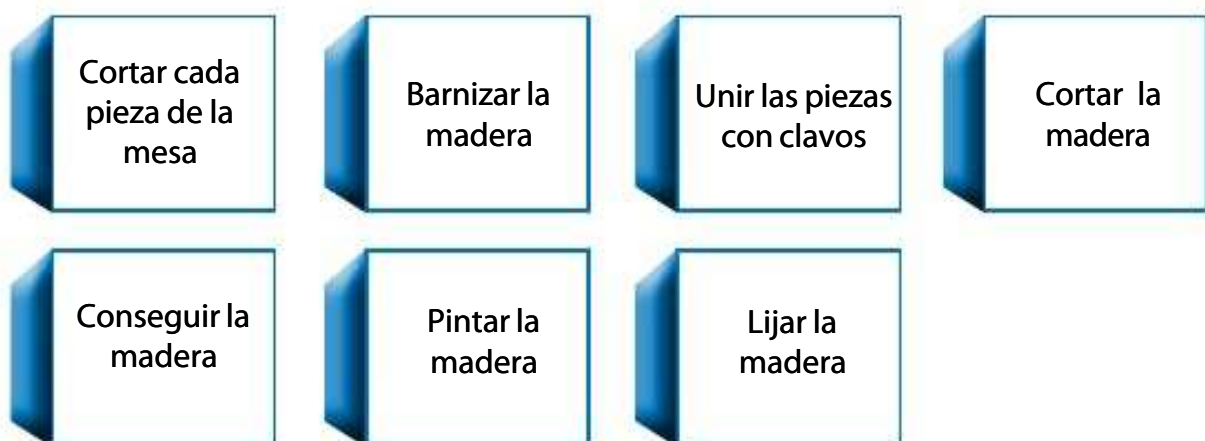 Cortar cada
pieza de la
mesa
Barnizar la
madera
Unir las piezas
con clavos
Cortar la
madera
Conseguir la
madera
Pintar la
madera
Lijar la
madera